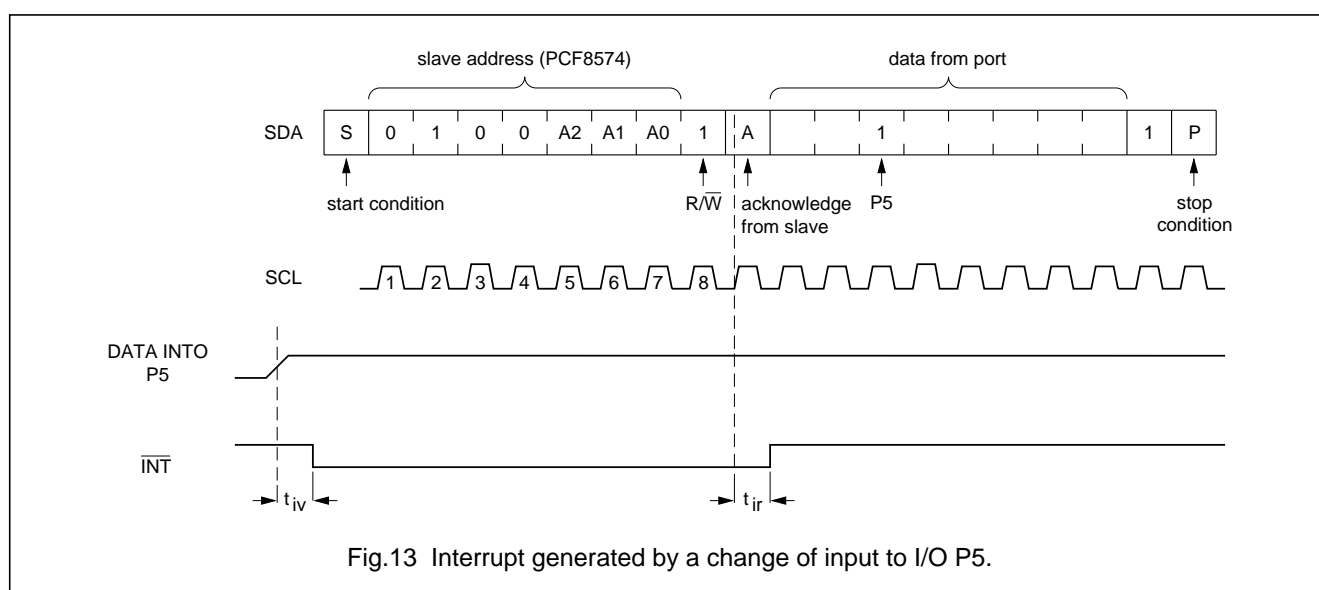 slave address (PCF8574) data from port
SDA S 0 1 0 0 A2 A1 A0 1 A 1 1 P
start condition R/W̅ acknowledge from slave P5 stop condition
SCL 1 2 3 4 5 6 7 8
DATA INTO P5
I̅N̅T̅
t iv t ir
Fig.13 Interrupt generated by a change of input to I/O P5.